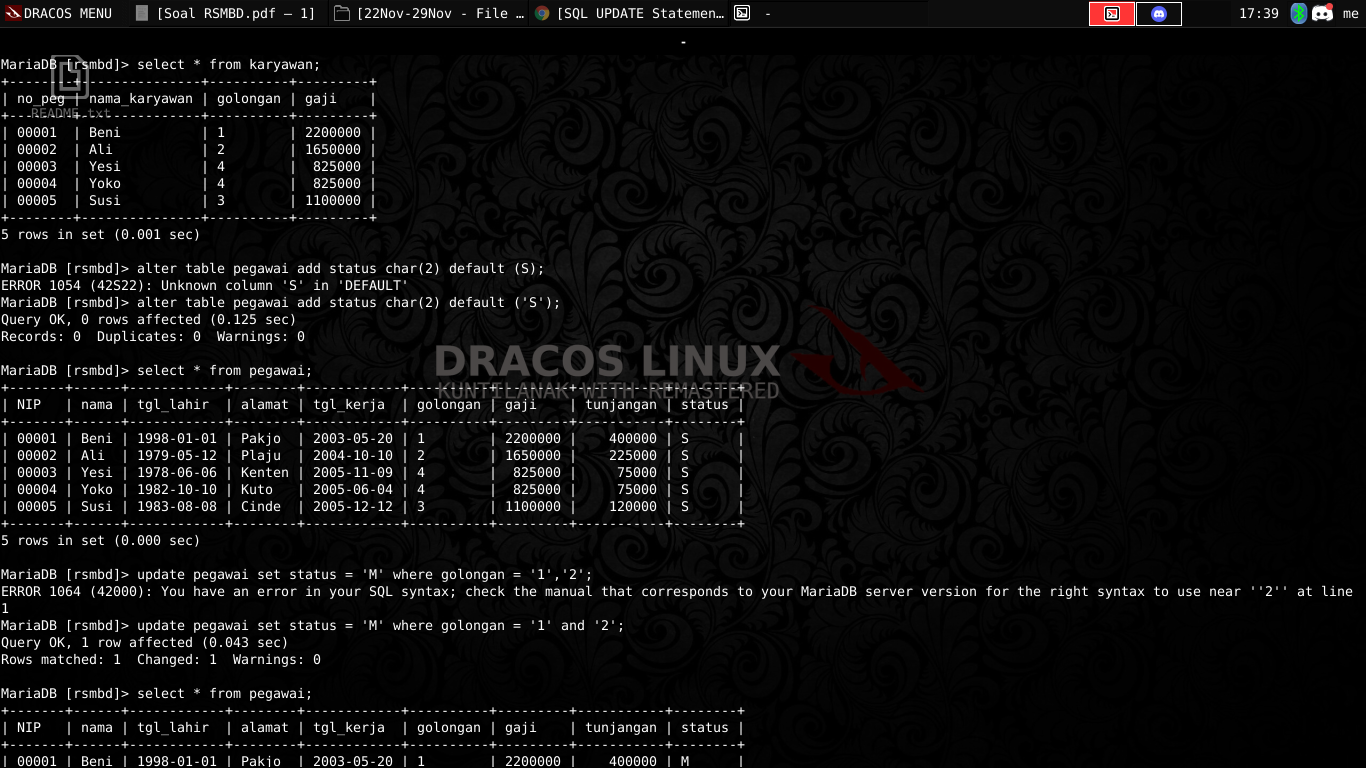 DRACOS MENU [Soal RSMBD.pdf — 1] [22Nov-29Nov - File … [SQL UPDATE Statemen… - 17:39 me
-
MariaDB [rsmbd]> select * from karyawan;
+--------+---------------+----------+---------+
| no_peg | nama_karyawan | golongan | gaji    |
README.txt
+--------+---------------+----------+---------+
| 00001  | Beni          | 1        | 2200000 |
| 00002  | Ali           | 2        | 1650000 |
| 00003  | Yesi          | 4        |  825000 |
| 00004  | Yoko          | 4        |  825000 |
| 00005  | Susi          | 3        | 1100000 |
+--------+---------------+----------+---------+
5 rows in set (0.001 sec)
MariaDB [rsmbd]> alter table pegawai add status char(2) default (S);
ERROR 1054 (42S22): Unknown column 'S' in 'DEFAULT'
MariaDB [rsmbd]> alter table pegawai add status char(2) default ('S');
Query OK, 0 rows affected (0.125 sec)
Records: 0  Duplicates: 0  Warnings: 0
DRACOS LINUX
KUNTILANAK WITH REMASTERED
MariaDB [rsmbd]> select * from pegawai;
+-------+------+------------+--------+------------+----------+---------+-----------+--------+
| NIP   | nama | tgl_lahir  | alamat | tgl_kerja  | golongan | gaji    | tunjangan | status |
+-------+------+------------+--------+------------+----------+---------+-----------+--------+
| 00001 | Beni | 1998-01-01 | Pakjo  | 2003-05-20 | 1        | 2200000 |    400000 | S      |
| 00002 | Ali  | 1979-05-12 | Plaju  | 2004-10-10 | 2        | 1650000 |    225000 | S      |
| 00003 | Yesi | 1978-06-06 | Kenten | 2005-11-09 | 4        |  825000 |     75000 | S      |
| 00004 | Yoko | 1982-10-10 | Kuto   | 2005-06-04 | 4        |  825000 |     75000 | S      |
| 00005 | Susi | 1983-08-08 | Cinde  | 2005-12-12 | 3        | 1100000 |    120000 | S      |
+-------+------+------------+--------+------------+----------+---------+-----------+--------+
5 rows in set (0.000 sec)
MariaDB [rsmbd]> update pegawai set status = 'M' where golongan = '1','2';
ERROR 1064 (42000): You have an error in your SQL syntax; check the manual that corresponds to your MariaDB server version for the right syntax to use near ''2'' at line
1
MariaDB [rsmbd]> update pegawai set status = 'M' where golongan = '1' and '2';
Query OK, 1 row affected (0.043 sec)
Rows matched: 1  Changed: 1  Warnings: 0
MariaDB [rsmbd]> select * from pegawai;
+-------+------+------------+--------+------------+----------+---------+-----------+--------+
| NIP   | nama | tgl_lahir  | alamat | tgl_kerja  | golongan | gaji    | tunjangan | status |
+-------+------+------------+--------+------------+----------+---------+-----------+--------+
| 00001 | Beni | 1998-01-01 | Pakjo  | 2003-05-20 | 1        | 2200000 |    400000 | M      |